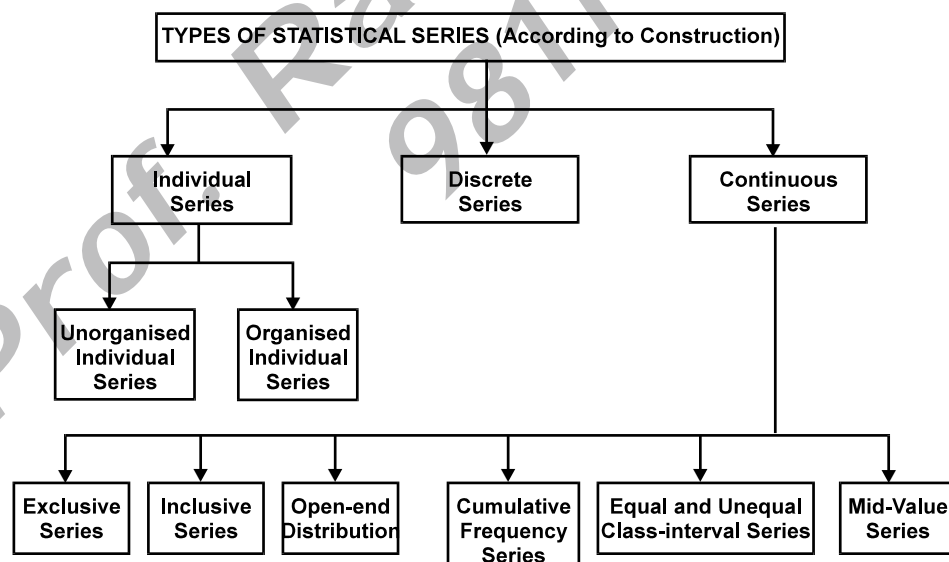 TYPES OF STATISTICAL SERIES (According to Construction)
Individual
Series
Discrete
Series
Continuous
Series
Unorganised
Individual
Series
Organised
Individual
Series
Exclusive
Series
Inclusive
Series
Open-end
Distribution
Cumulative
Frequency
Series
Equal and Unequal
Class-interval Series
Mid-Value
Series
Prof.